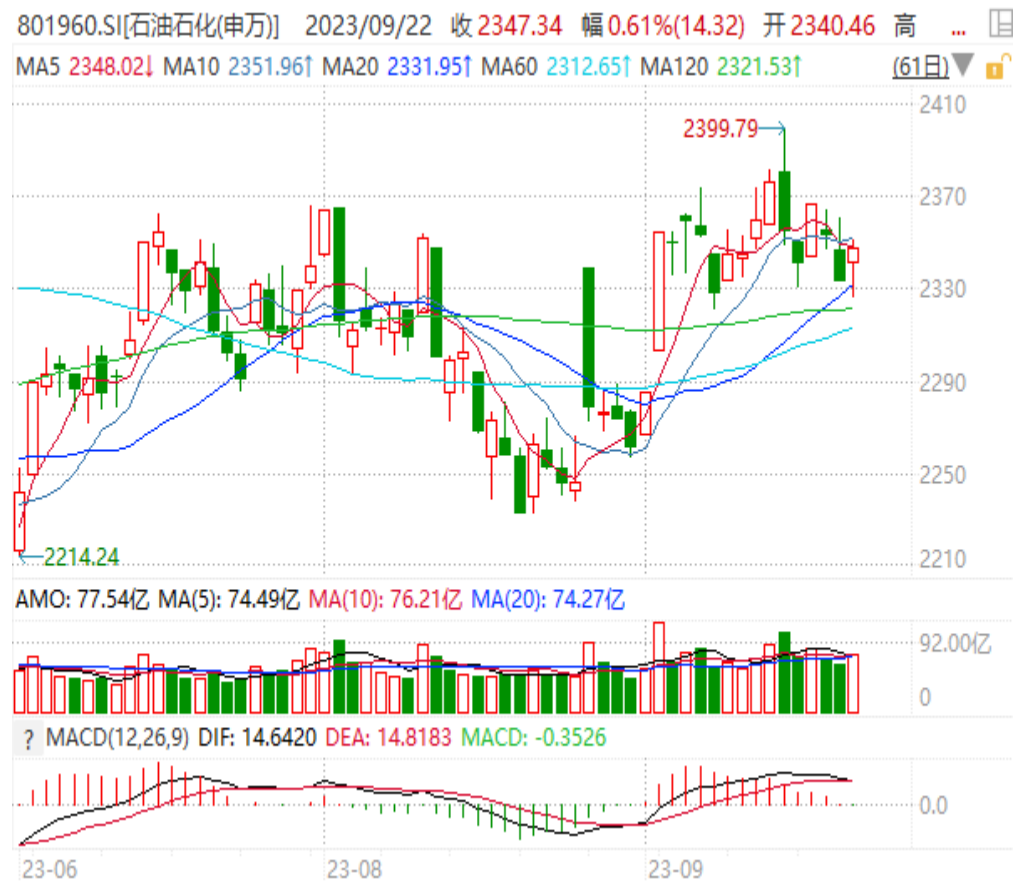 801960.SI[石油石化(申万)] 2023/09/22 收 2347.34 幅 0.61%(14.32) 开 2340.46 高 ...
MA5 2348.02↓ MA10 2351.96↑ MA20 2331.95↑ MA60 2312.65↑ MA120 2321.53↑ (61日)▼
2410
2399.79
2370
2330
2290
2250
2214.24
2210
AMO: 77.54亿 MA(5): 74.49亿 MA(10): 76.21亿 MA(20): 74.27亿
92.00亿
0
? MACD(12,26,9) DIF: 14.6420 DEA: 14.8183 MACD: -0.3526
0.0
23-06 23-08 23-09